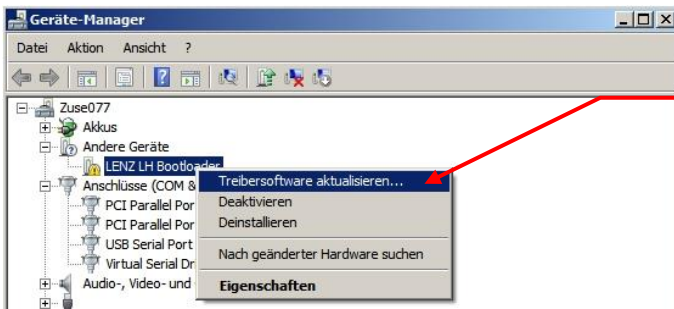 Geräte-Manager
Datei Aktion Ansicht ?
Zuse077
Akkus
Andere Geräte
LENZ LH Bootloader
Anschlüsse (COM &
PCI Parallel Por
PCI Parallel Por
USB Serial Port
Virtual Serial Dr
Audio-, Video- und
Treibersoftware aktualisieren...
Deaktivieren
Deinstallieren
Nach geänderter Hardware suchen
Eigenschaften